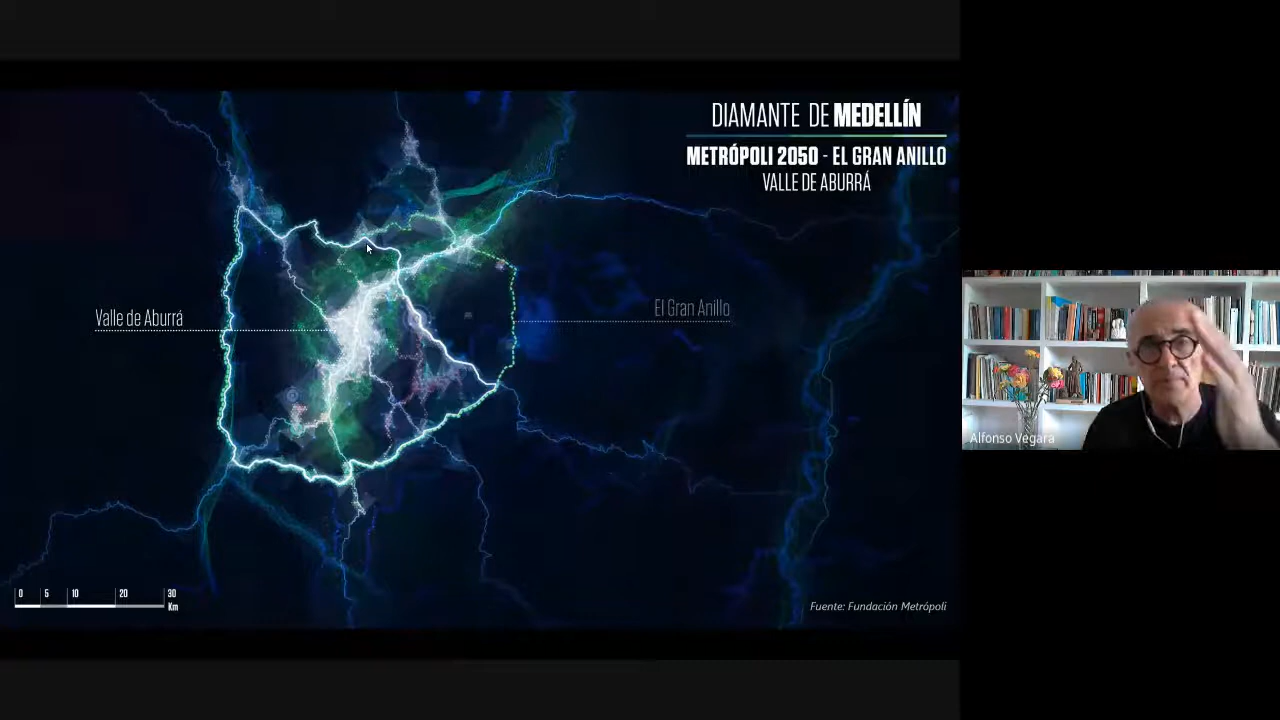 DIAMANTE DE MEDELLÍN
METRÓPOLI 2050 - EL GRAN ANILLO
VALLE DE ABURRÁ
Valle de Aburrá
El Gran Anillo
0 5 10 20 30
Km
Fuente: Fundación Metrópoli
Alfonso Vegara